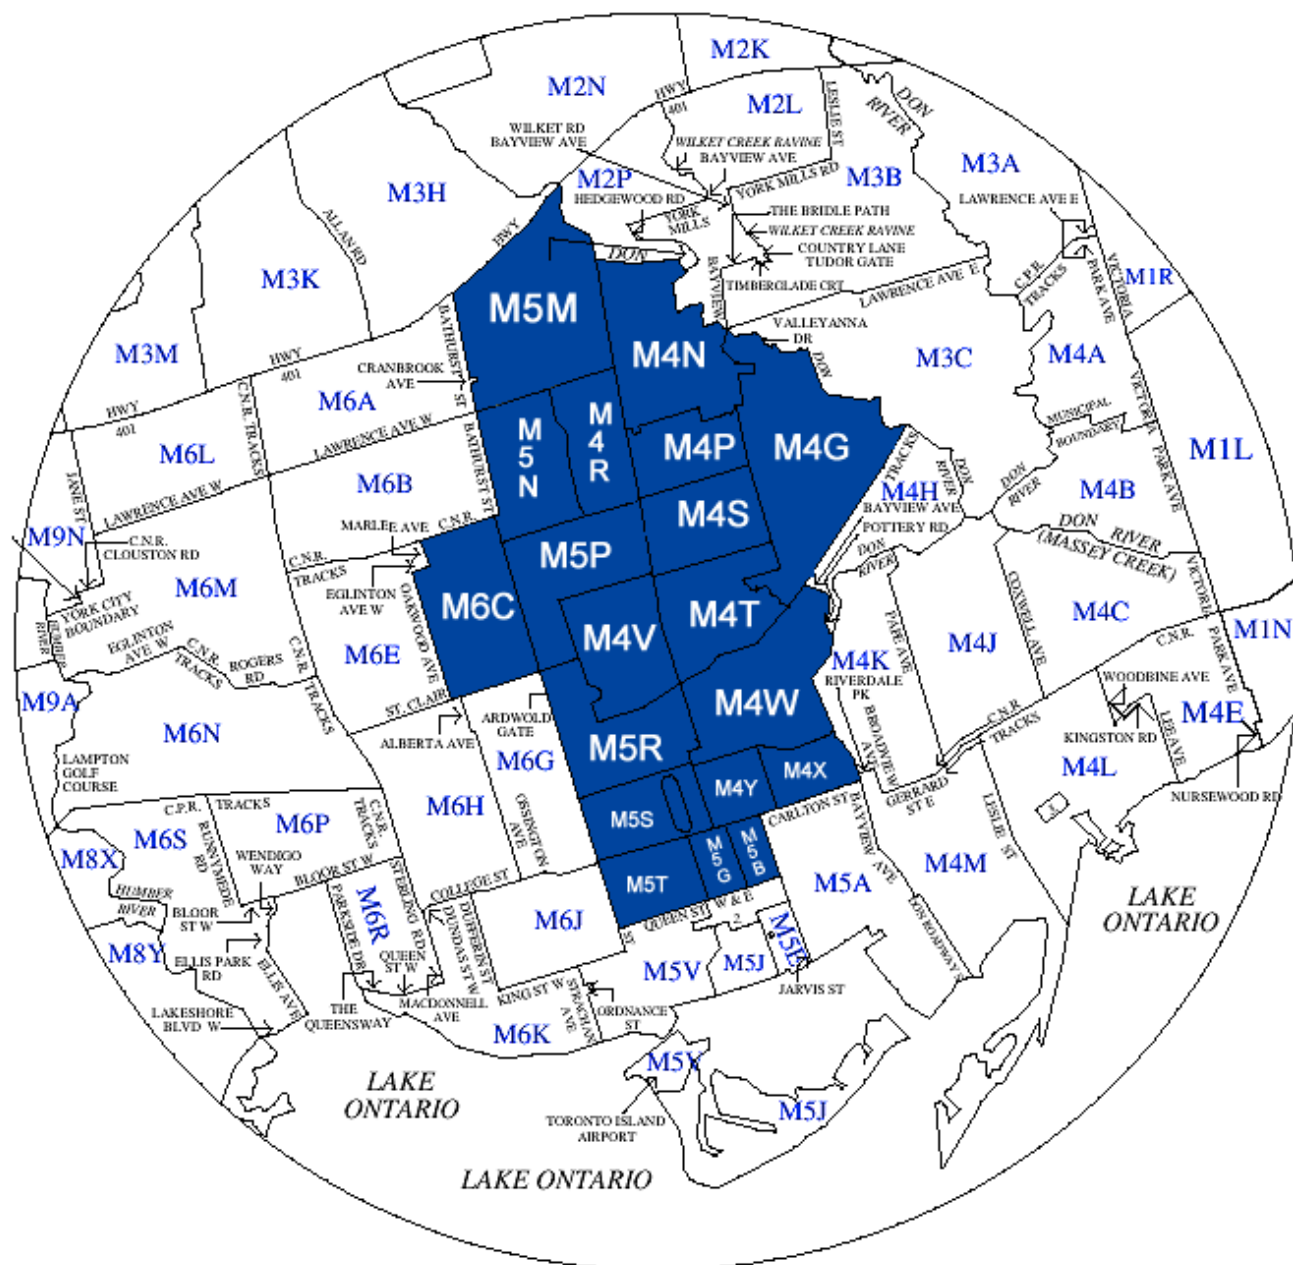 M2K
M2N
HWY
401
M2L
LESLIE ST
DON
RIVER
WILKET RD
BAYVIEW AVE
WILKET CREEK RAVINE
BAYVIEW AVE
M3A
M3H
M2P
YORK MILLS RD
M3B
HEDGEWOOD RD
LAWRENCE AVE E
ALLAN RD
YORK
MILLS
THE BRIDLE PATH
WILKET CREEK RAVINE
HWY
DON
COUNTRY LANE
TUDOR GATE
M3K
BAYVIEW
TIMBERGLADE CRT
LAWRENCE AVE E
C.P.R.
TRACKS
VICTORIA
PARK AVE
M1R
M5M
BATHURST
ST
VALLEYANNA
DR
M3M
HWY
401
CRANBROOK
AVE
M4N
DON
M3C
M4A
M6A
C.N.R. TRACKS
VICTORIA
HWY
401
LAWRENCE AVE W
M5N
M4R
MUNICIPAL
BOUNDARY
M6L
BATHURST ST
M4P
M4G
TRACKS
DON
RIVER
M1L
JANE ST
M6B
DON
RIVER
PARK AVE
LAWRENCE AVE W
M4H
M4B
MARLEE AVE
C.N.R.
M4S
BAYVIEW AVE
POTTERY RD
M9N
C.N.R.
CLOUSTON RD
M5P
DON
RIVER
DON
RIVER
(MASSEY CREEK)
C.N.R.
TRACKS
M6M
EGLINTON
AVE W
OAKWOOD AVE
M6C
COXWELL AVE
VICTORIA
YORK CITY
BOUNDARY
M4V
M4T
PAPE AVE
M4C
HUMBER
RIVER
EGLINTON
AVE W
C.N.R.
TRACKS
ROGERS
RD
C.N.R.
TRACKS
M6E
M4J
C.N.R.
PARK AVE
M1N
M4K
RIVERDALE
PK
M9A
ST. CLAIR
WOODBINE AVE
M4W
M4E
M6N
ARDWOLD
GATE
C.N.R.
TRACKS
LEE AVE
ALBERTA AVE
M5R
BROADVIEW
AVE
KINGSTON RD
LAMPTON
GOLF
COURSE
M6G
M4X
M4L
M4Y
GERRARD
ST E
NURSEWOOD RD
C.P.R.
TRACKS
C.N.R.
TRACKS
M6H
OSSINGTON
AVE
M5S
CARLTON ST
LESLIE
ST
M6S
RUNNYMEDE
RD
M6P
BAYVIEW
AVE
M8X
WENDIGO
WAY
BLOOR ST W
M5G
M5B
M4M
M5T
M5A
HUMBER
RIVER
STERLING
RD
COLLEGE ST
M6R
PARKSIDE DR
DUFFERIN ST
DUNDAS ST W
QUEEN ST W & E
LAKE
ONTARIO
BLOOR
ST W
M6J
2
DON ROADWAY S
M8Y
ELLIS PARK
RD
QUEEN
ST W
ST
M5E
ELLIS AVE
M5V
M5J
KING ST W
STRACHAN
AVE
JARVIS ST
LAKESHORE
BLVD W
THE
QUEENSWAY
MACDONNELL
AVE
ORDNANCE
ST
M6K
M5V
LAKE
ONTARIO
M5J
TORONTO ISLAND
AIRPORT
LAKE ONTARIO